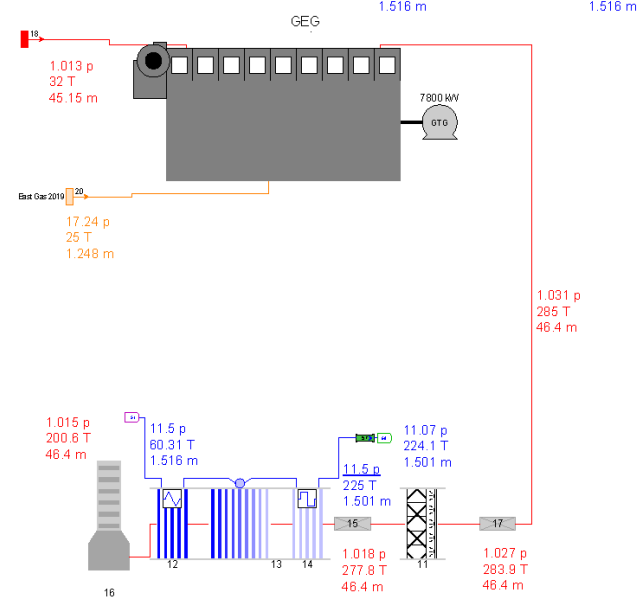 1.516 m
1.516 m
GEG
18
1.013 p
32 T
45.15 m
7800 kW
GTG
East Gas 2019
20
17.24 p
25 T
1.248 m
1.031 p
285 T
46.4 m
1.015 p
200.6 T
46.4 m
11.5 p
60.31 T
1.516 m
11.07 p
224.1 T
1.501 m
11.5 p
225 T
1.501 m
15
17
12
13
14
11
1.018 p
277.8 T
46.4 m
1.027 p
283.9 T
46.4 m
16